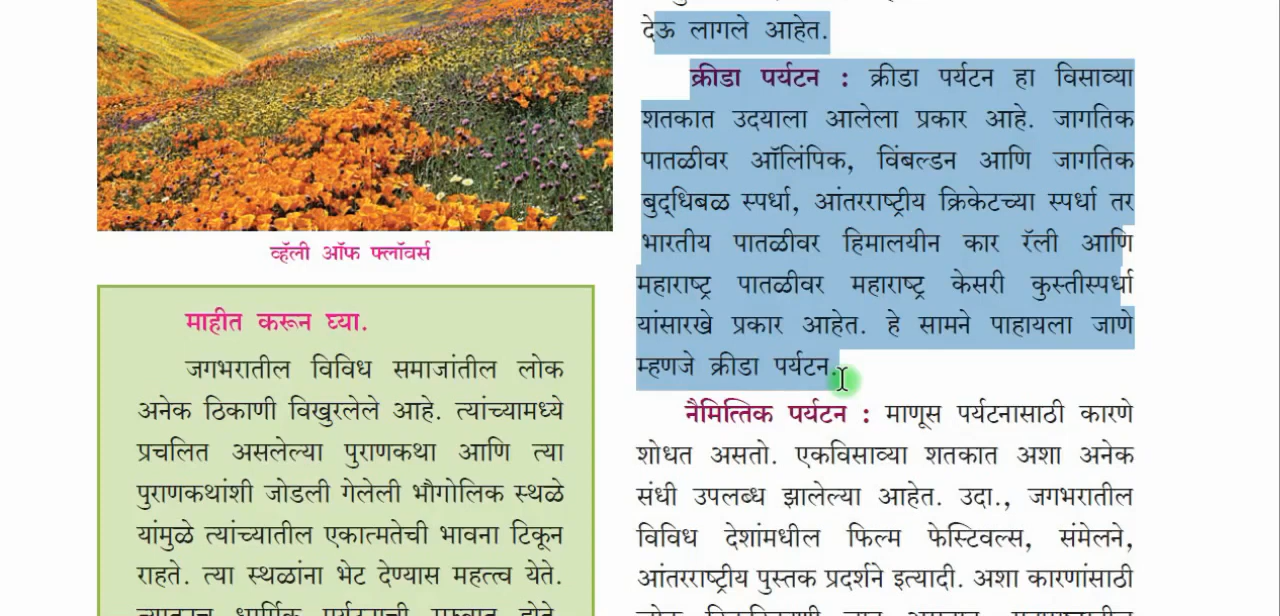 व्हॅली ऑफ फ्लॉवर्स
माहीत करून घ्या.
जगभरातील विविध समाजांतील लोक
अनेक ठिकाणी विखुरलेले आहे. त्यांच्यामध्ये
प्रचलित असलेल्या पुराणकथा आणि त्या
पुराणकथांशी जोडली गेलेली भौगोलिक स्थळे
यांमुळे त्यांच्यातील एकात्मतेची भावना टिकून
राहते. त्या स्थळांना भेट देण्यास महत्त्व येते.
देऊ लागले आहेत.
क्रीडा पर्यटन : क्रीडा पर्यटन हा विसाव्या
शतकात उदयाला आलेला प्रकार आहे. जागतिक
पातळीवर ऑलिंपिक, विंबल्डन आणि जागतिक
बुद्धिबळ स्पर्धा, आंतरराष्ट्रीय क्रिकेटच्या स्पर्धा तर
भारतीय पातळीवर हिमालयीन कार रॅली आणि
महाराष्ट्र पातळीवर महाराष्ट्र केसरी कुस्तीस्पर्धा
यांसारखे प्रकार आहेत. हे सामने पाहायला जाणे
म्हणजे क्रीडा पर्यटन.
नैमित्तिक पर्यटन : माणूस पर्यटनासाठी कारणे
शोधत असतो. एकविसाव्या शतकात अशा अनेक
संधी उपलब्ध झालेल्या आहेत. उदा., जगभरातील
विविध देशांमधील फिल्म फेस्टिवल्स, संमेलने,
आंतरराष्ट्रीय पुस्तक प्रदर्शने इत्यादी. अशा कारणांसाठी